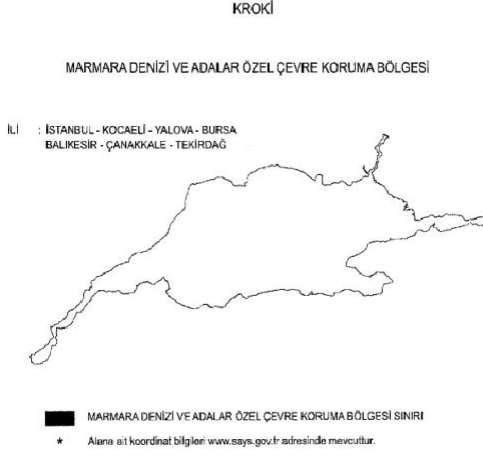 KROKİ
MARMARA DENİZİ VE ADALAR ÖZEL ÇEVRE KORUMA BÖLGESİ
İLİ : İSTANBUL - KOCAELİ - YALOVA - BURSA
BALIKESİR - ÇANAKKALE - TEKİRDAĞ
MARMARA DENİZİ VE ADALAR ÖZEL ÇEVRE KORUMA BÖLGESİ SINIRI
* Alana ait koordinat bilgileri www.says.gov.tr adresinde mevcuttur.